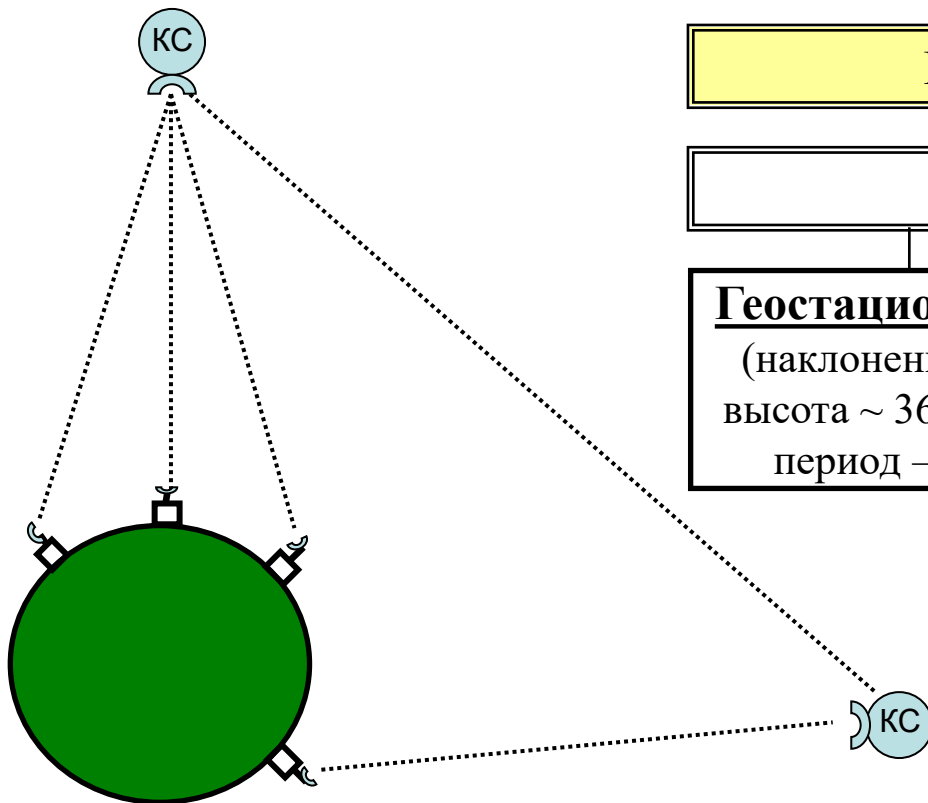 КС
Геостацио
(наклонен
высота ~ 36
период –
КС